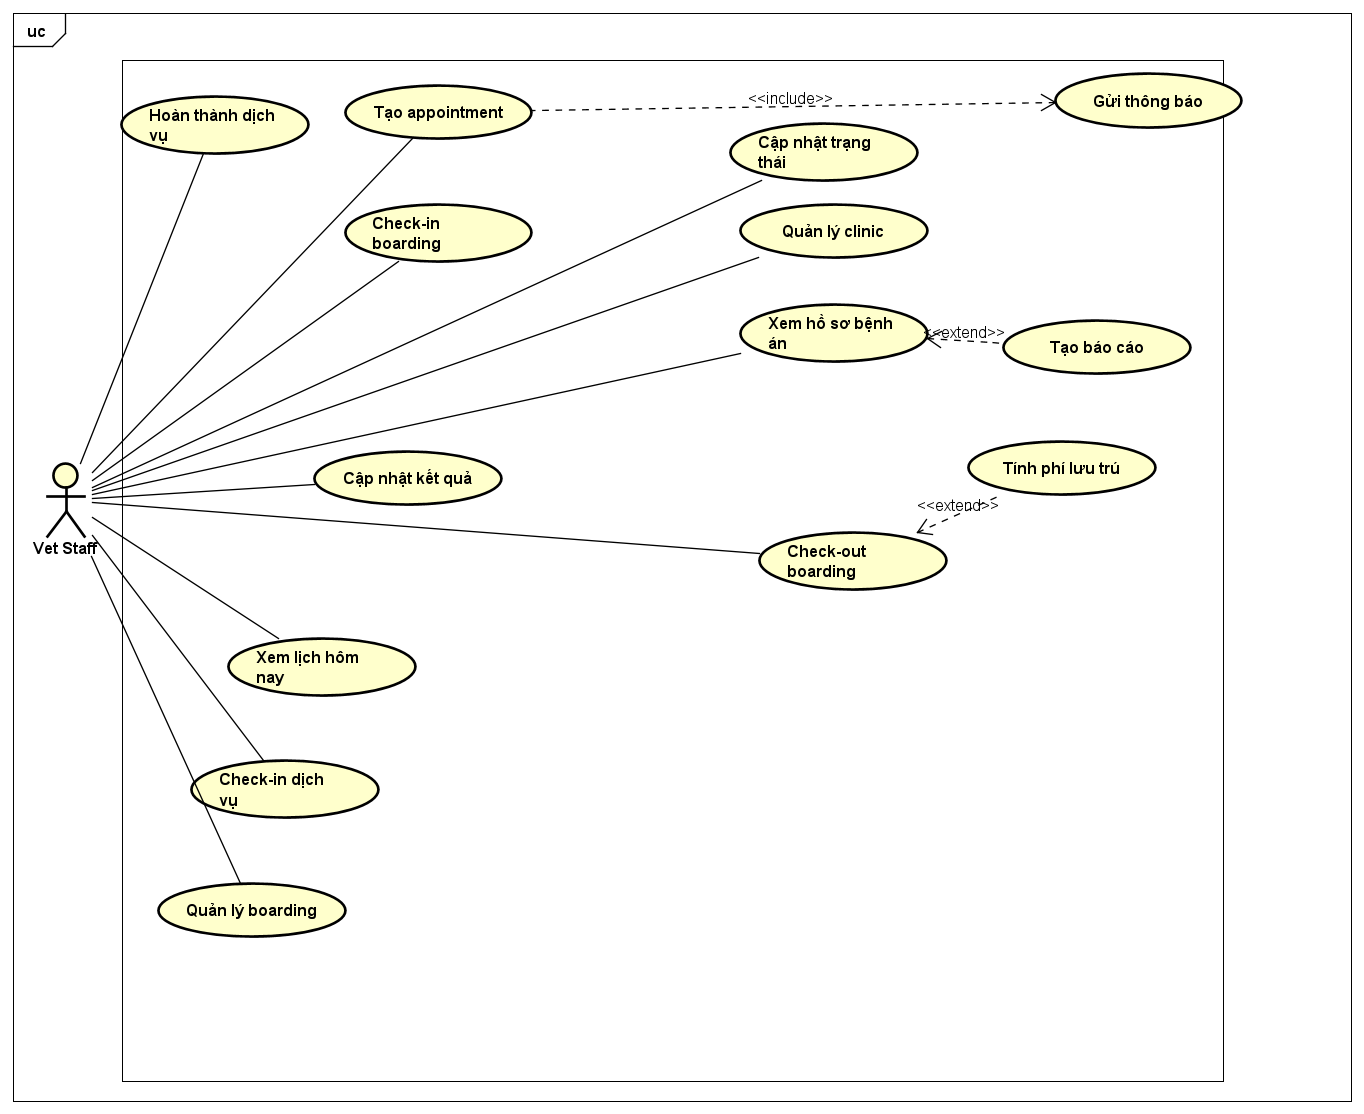 uc
Hoàn thành dịch
vụ
Tạo appointment
<<include>>
Gửi thông báo
Cập nhật trạng
thái
Check-in
boarding
Quản lý clinic
Xem hồ sơ bệnh
án
<<extend>>
Tạo báo cáo
Cập nhật kết quả
Tính phí lưu trú
<<extend>>
Check-out
boarding
Vet Staff
Xem lịch hôm
nay
Check-in dịch
vụ
Quản lý boarding